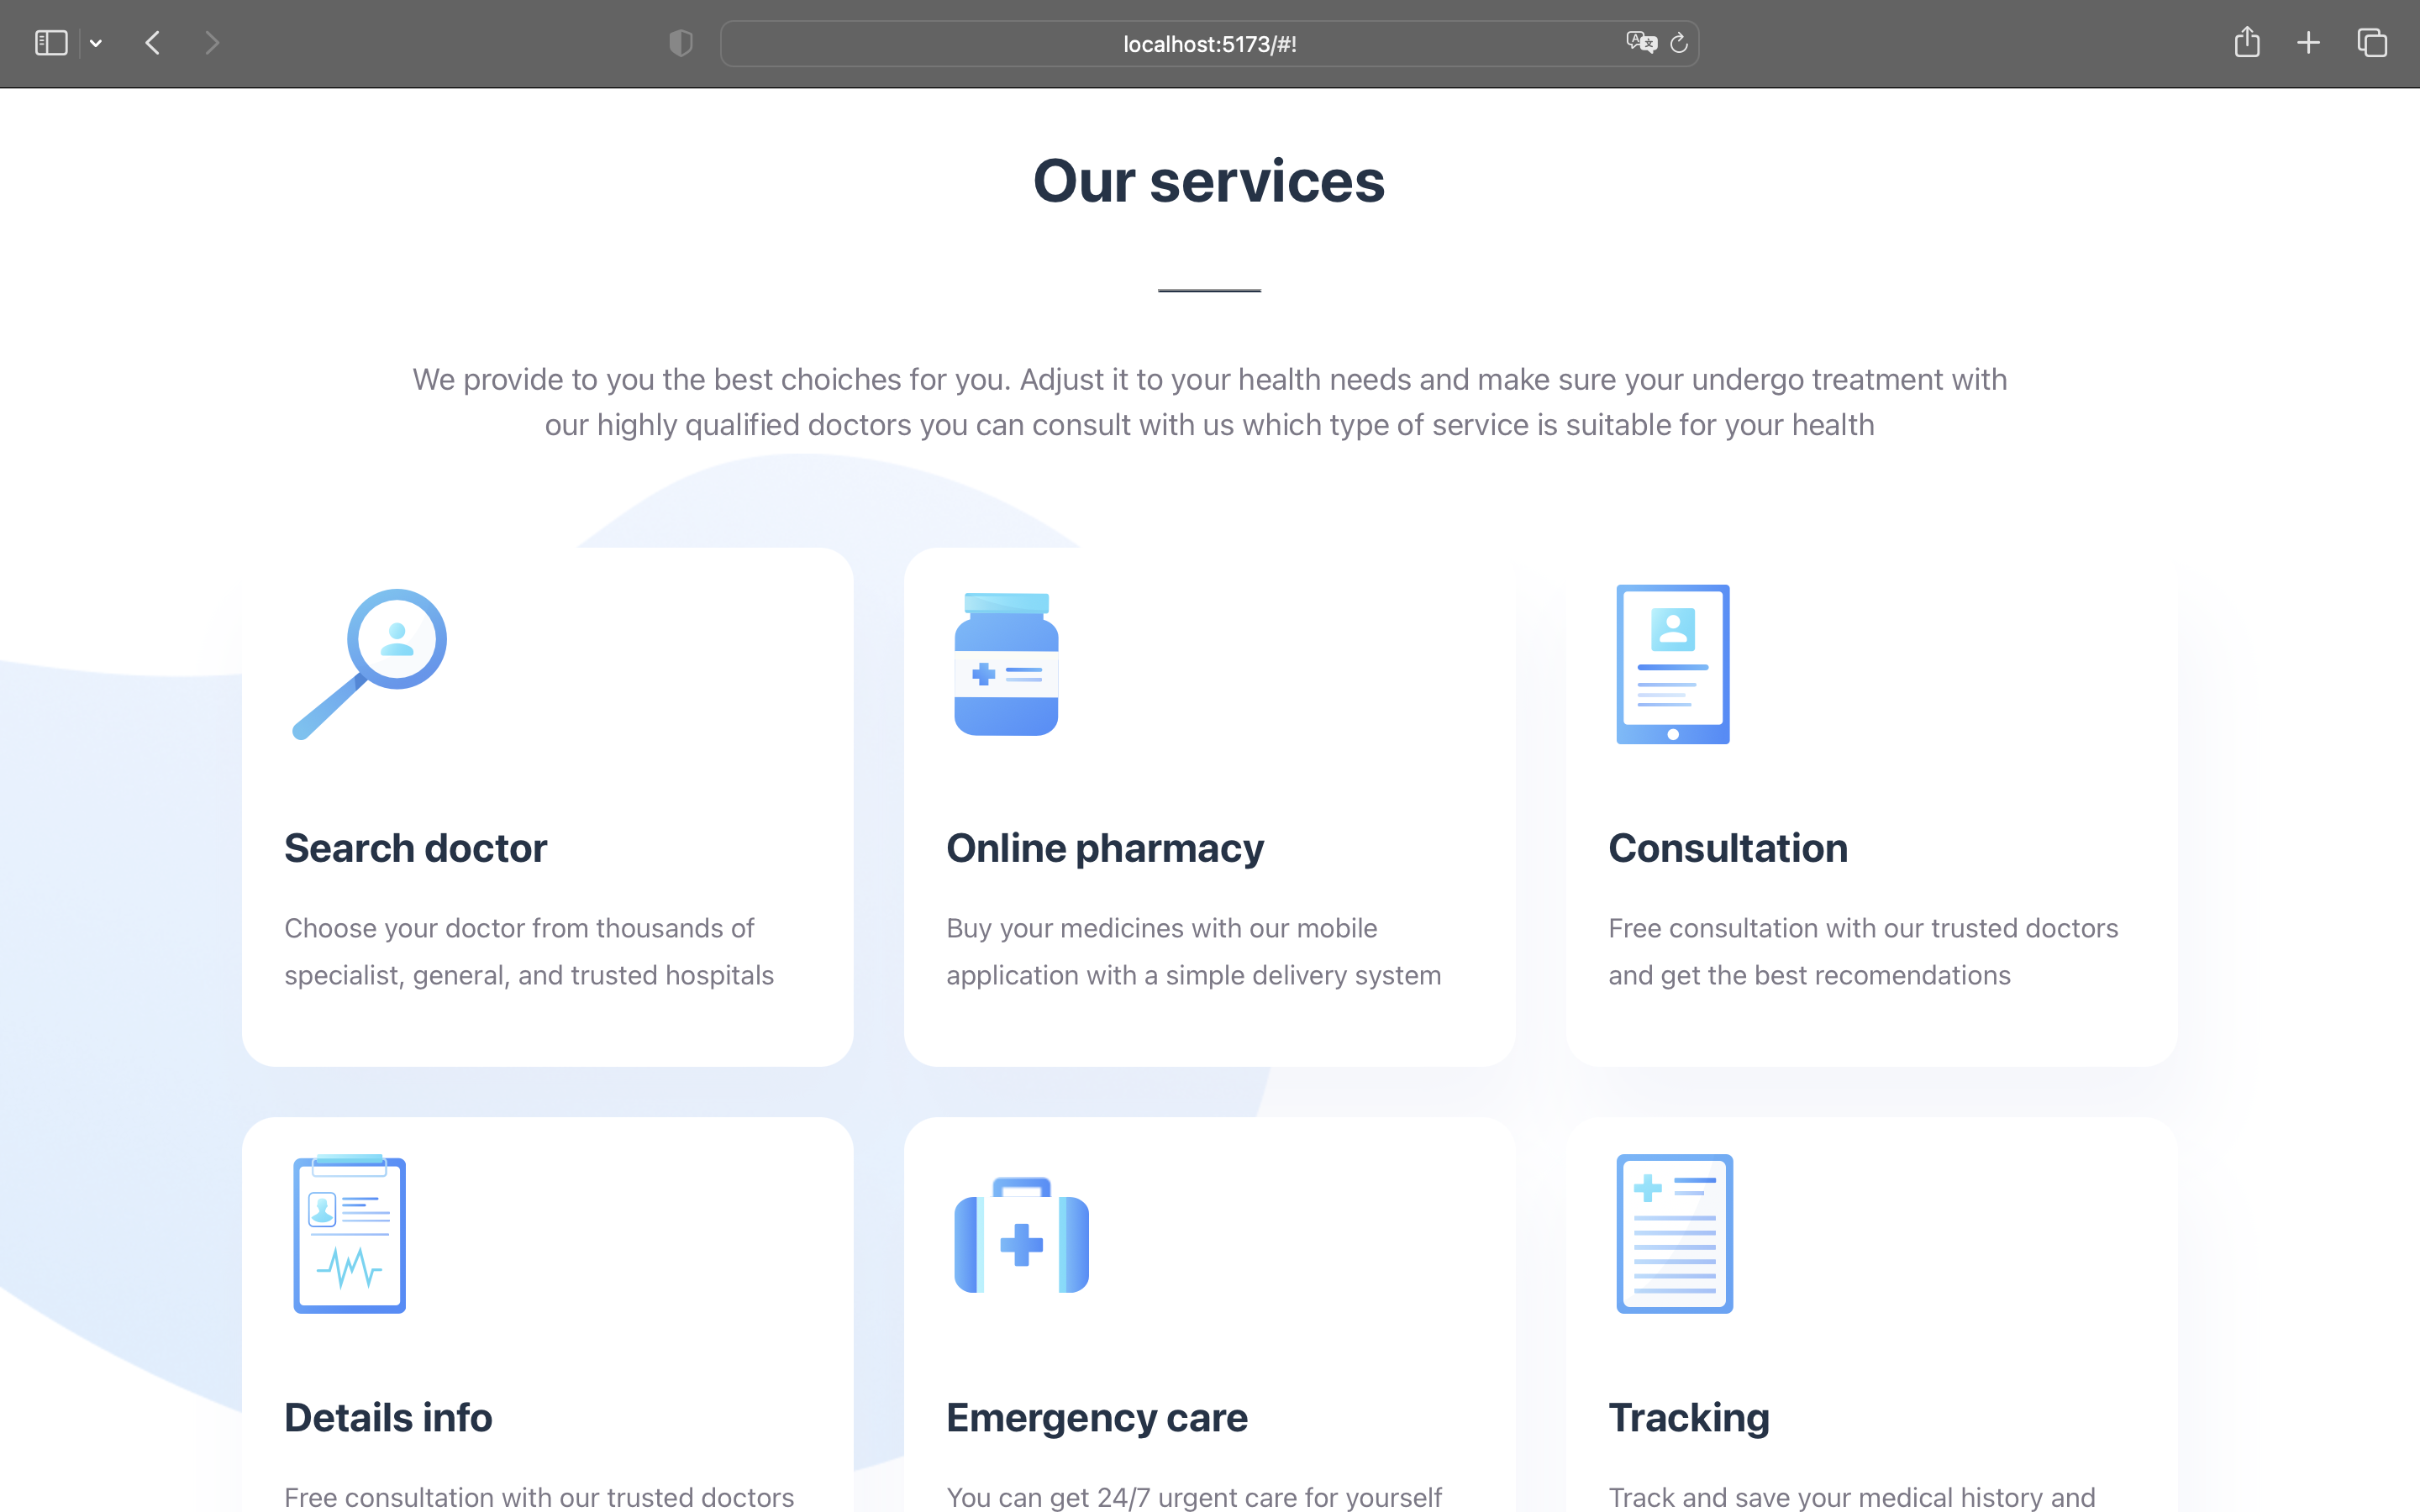 localhost:5173/#!
Our services
We provide to you the best choiches for you. Adjust it to your health needs and make sure your undergo treatment with
our highly qualified doctors you can consult with us which type of service is suitable for your health
Search doctor
Choose your doctor from thousands of
specialist, general, and trusted hospitals
Online pharmacy
Buy your medicines with our mobile
application with a simple delivery system
Consultation
Free consultation with our trusted doctors
and get the best recomendations
Details info
Free consultation with our trusted doctors
Emergency care
You can get 24/7 urgent care for yourself
Tracking
Track and save your medical history and